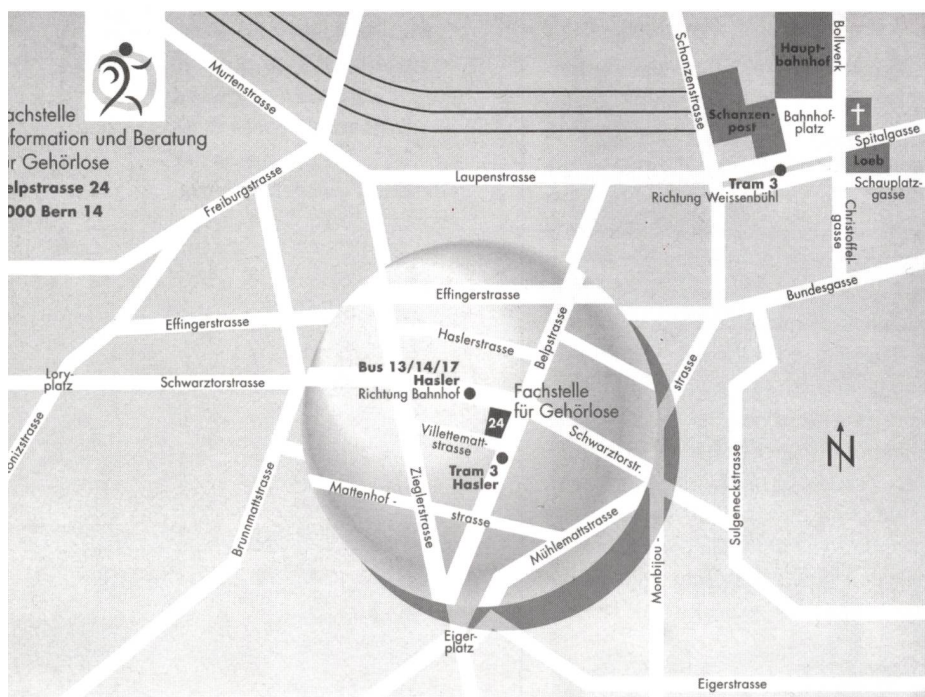 achstelle
formation und Beratung
r Gehörlose
elpstrasse 24
000 Bern 14
Murtenstrasse
Schanzenstrasse
Haupt-
bahnhof
Bollwerk
Schanzen-
post
Bahnhof-
platz
Spitalgasse
Loeb
Schauplatz-
gasse
Laupenstrasse
Tram 3
Richtung Weissenbühl
Christoffel-
gasse
Freiburgstrasse
Bundesgasse
Effingerstrasse
Effingerstrasse
Haslerstrasse
Belpstrasse
Lory-
platz
Schwarztorstrasse
Bus 13/14/17
Hasler
Richtung Bahnhof
Fachstelle
für Gehörlose
24
Villettematt-
strasse
Schwarztorstr.
Tram 3
Hasler
strasse
N
onizstrasse
Brunnmattstrasse
Zieglerstrasse
Mattenhof -
strasse
Mühlemattstrasse
Monbijou -
Sulgeneckstrasse
Eiger-
platz
Eigerstrasse